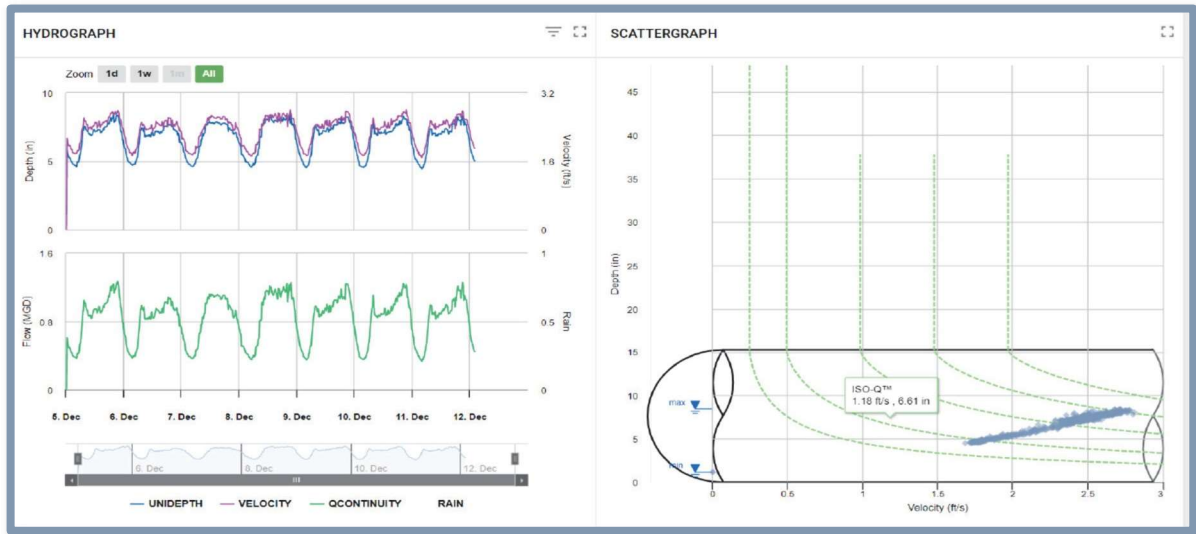 HYDROGRAPH
Zoom 1d 1w 1m All
10 3.2
Depth (in) 5 1.6 Velocity (ft/s)
0 0
1.6 1
Flow (MGD) 0.8 0.5 Rain
0 0
5. Dec 6. Dec 7. Dec 8. Dec 9. Dec 10. Dec 11. Dec 12. Dec
6. Dec 8. Dec 10. Dec 12. Dec
UNIDEPTH VELOCITY QCONTINUITY RAIN
SCATTERGRAPH
45
40
35
30
25
Depth (in)
20
15
10
5
0
max
min
ISO-Q™
1.18 ft/s , 6.61 in
0 0.5 1 1.5 2 2.5 3
Velocity (ft/s)